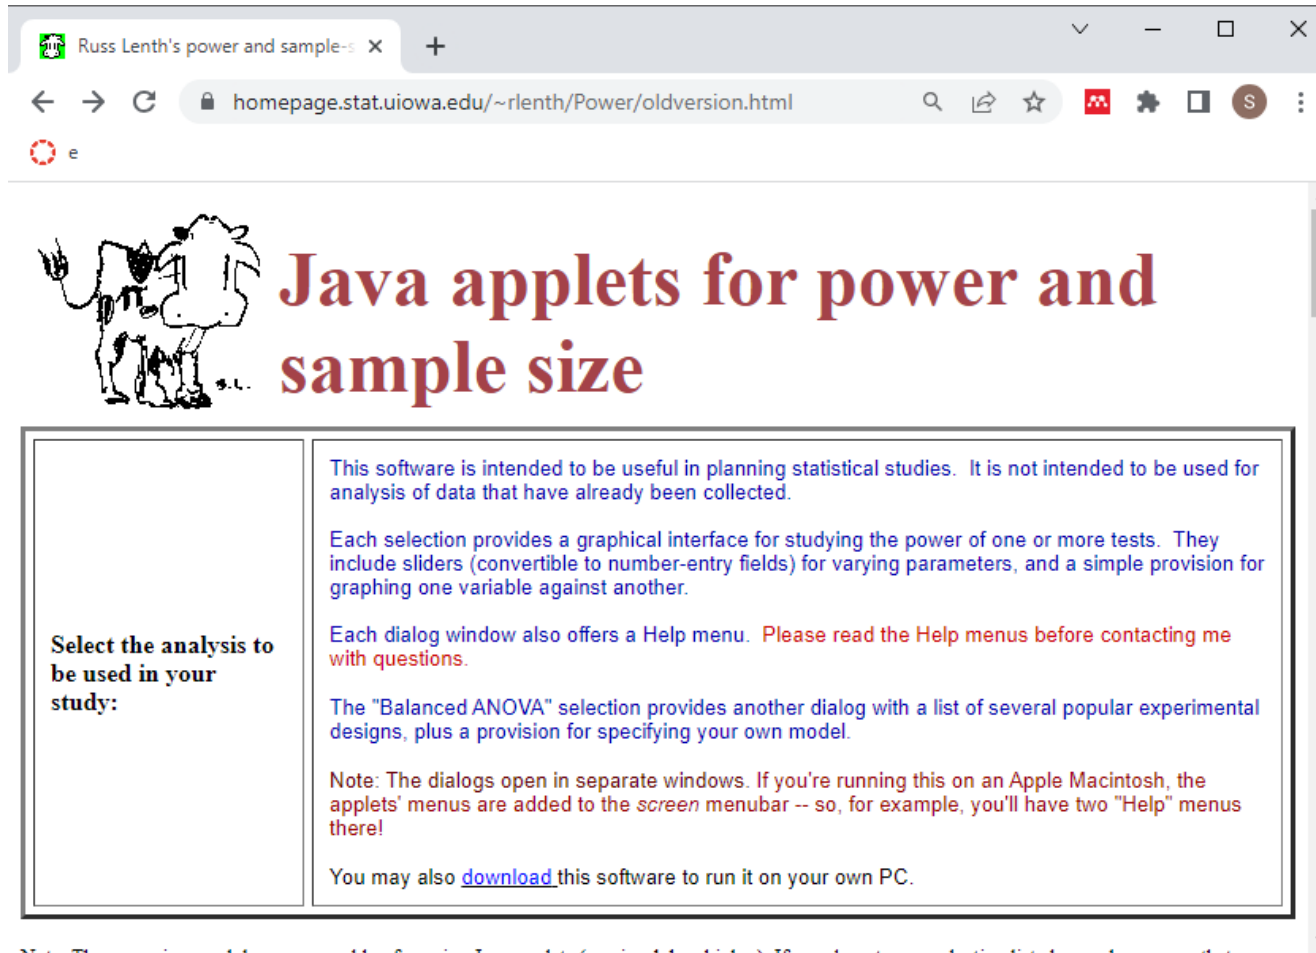 Russ Lenth's power and sample-s
homepage.stat.uiowa.edu/~rlenth/Power/oldversion.html
S
e
S.L.
Java applets for power and
sample size
Select the analysis to
be used in your
study:
This software is intended to be useful in planning statistical studies.  It is not intended to be used for
analysis of data that have already been collected.
Each selection provides a graphical interface for studying the power of one or more tests.  They
include sliders (convertible to number-entry fields) for varying parameters, and a simple provision for
graphing one variable against another.
Each dialog window also offers a Help menu.  Please read the Help menus before contacting me
with questions.
The "Balanced ANOVA" selection provides another dialog with a list of several popular experimental
designs, plus a provision for specifying your own model.
Note: The dialogs open in separate windows. If you're running this on an Apple Macintosh, the
applets' menus are added to the screen menubar -- so, for example, you'll have two "Help" menus
there!
You may also download this software to run it on your own PC.